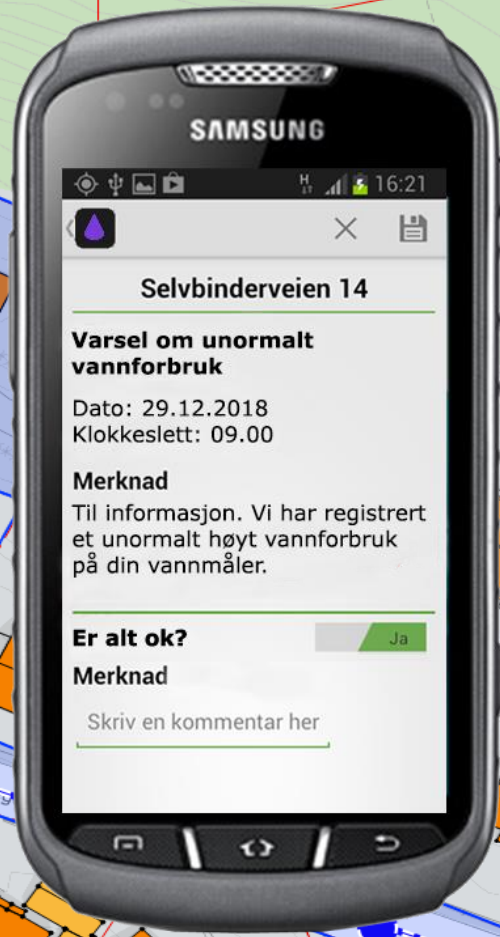 SAMSUNG
H
16:21
Selvbinderveien 14
Varsel om unormalt
vannforbruk
Dato: 29.12.2018
Klokkeslett: 09.00
Merknad
Til informasjon. Vi har registrert
et unormalt høyt vannforbruk
på din vannmåler.
Er alt ok?
Ja
Merknad
Skriv en kommentar her